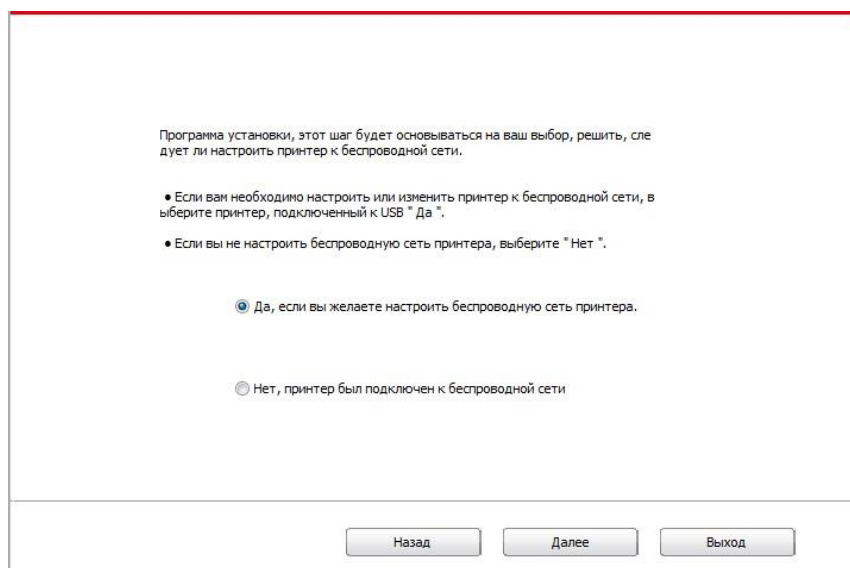 Программа установки, этот шаг будет основываться на ваш выбор, решить, сле
дует ли настроить принтер к беспроводной сети.
• Если вам необходимо настроить или изменить принтер к беспроводной сети, в
ыберите принтер, подключенный к USB " Да ".
• Если вы не настроить беспроводную сеть принтера, выберите " Нет ".
Да, если вы желаете настроить беспроводную сеть принтера.
Нет, принтер был подключен к беспроводной сети
Назад Далее Выход